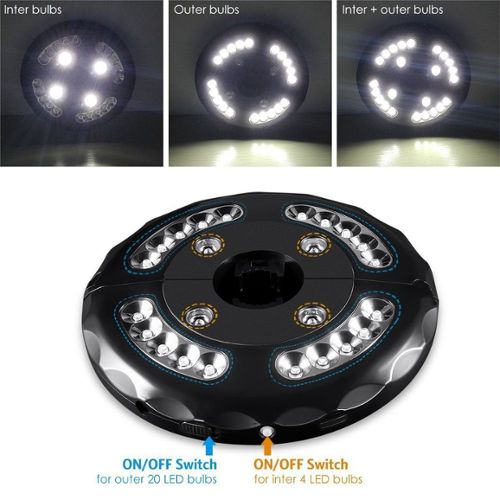 Inter bulbs
Outer bulbs
Inter + outer bulbs
ON/OFF Switch
for outer 20 LED bulbs
ON/OFF Switch
for inter 4 LED bulbs